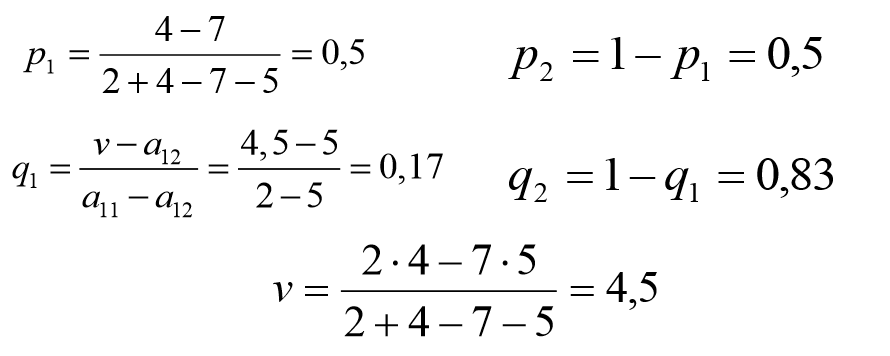 p₁ = (4 − 7)/(2 + 4 − 7 − 5) = 0,5    p₂ = 1 − p₁ = 0,5
q₁ = (v − a₁₂)/(a₁₁ − a₁₂) = (4,5 − 5)/(2 − 5) = 0,17    q₂ = 1 − q₁ = 0,83
v = (2 · 4 − 7 · 5)/(2 + 4 − 7 − 5) = 4,5